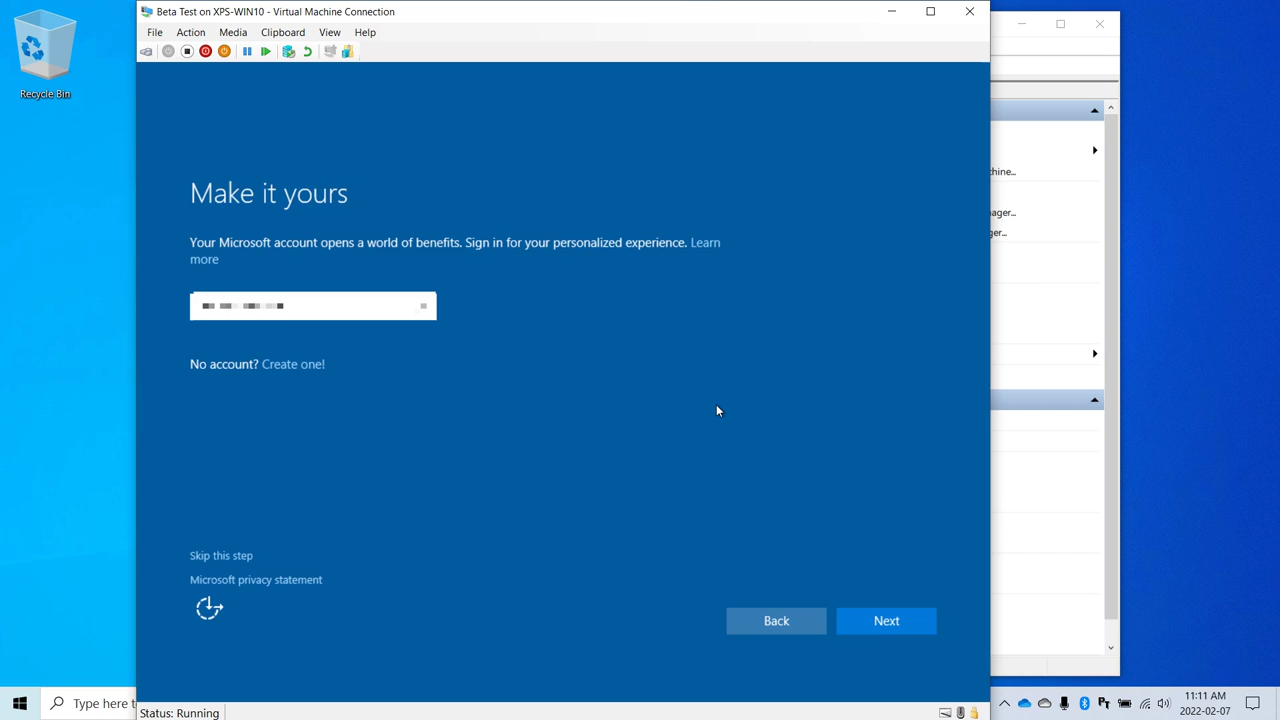 Beta Test on XPS-WIN10 - Virtual Machine Connection
File Action Media Clipboard View Help
Recycle Bin
Make it yours
Your Microsoft account opens a world of benefits. Sign in for your personalized experience. Learn
more
No account? Create one!
Skip this step
Microsoft privacy statement
Back Next
Type here t
Status: Running
11:11 AM
2022-02-07